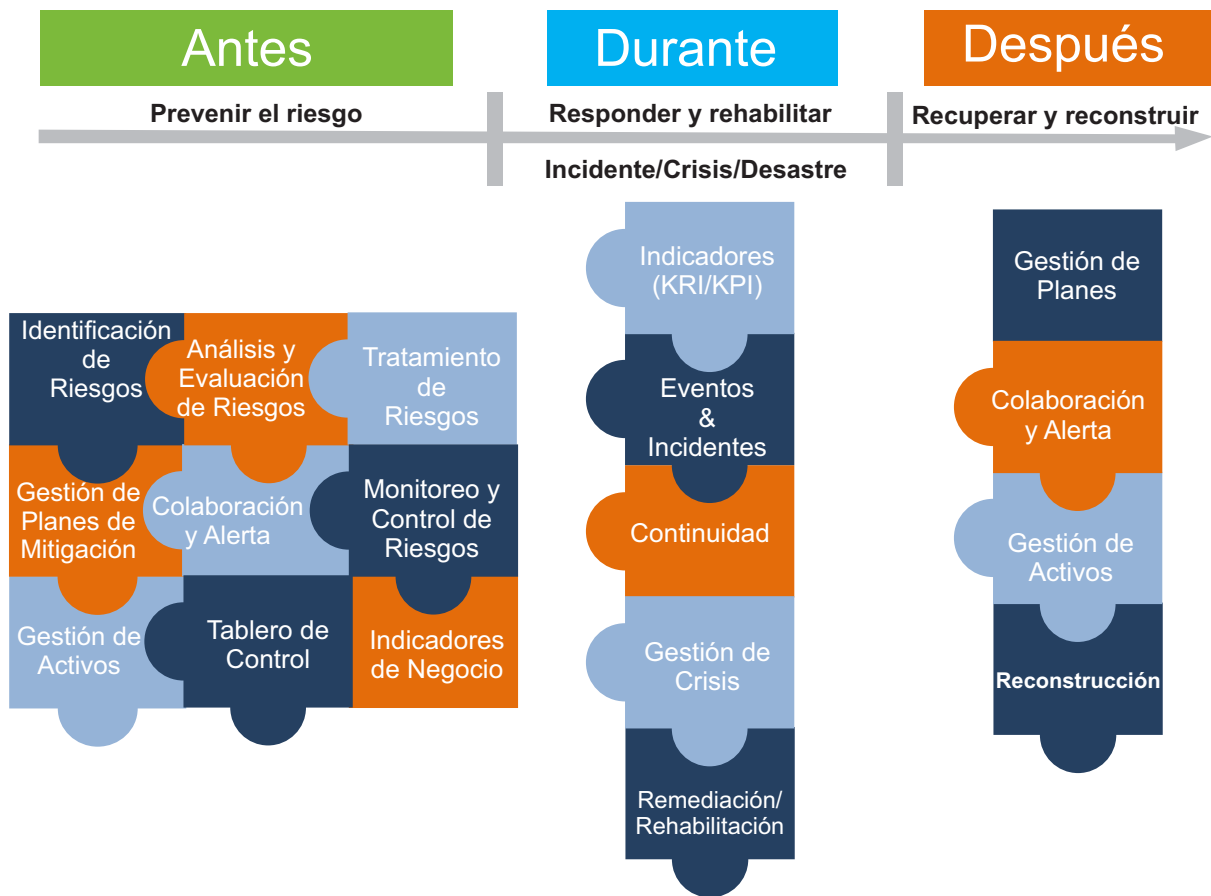 Antes
Durante
Después
Prevenir el riesgo
Responder y rehabilitar
Recuperar y reconstruir
Incidente/Crisis/Desastre
Identificación
de
Riesgos
Análisis y
Evaluación
de Riesgos
Tratamiento
de
Riesgos
Gestión de
Planes de
Mitigación
Colaboración
y Alerta
Monitoreo y
Control de
Riesgos
Gestión de
Activos
Tablero de
Control
Indicadores
de Negocio
Indicadores
(KRI/KPI)
Eventos
&
Incidentes
Continuidad
Gestión de
Crisis
Remediación/
Rehabilitación
Gestión de
Planes
Colaboración
y Alerta
Gestión de
Activos
Reconstrucción